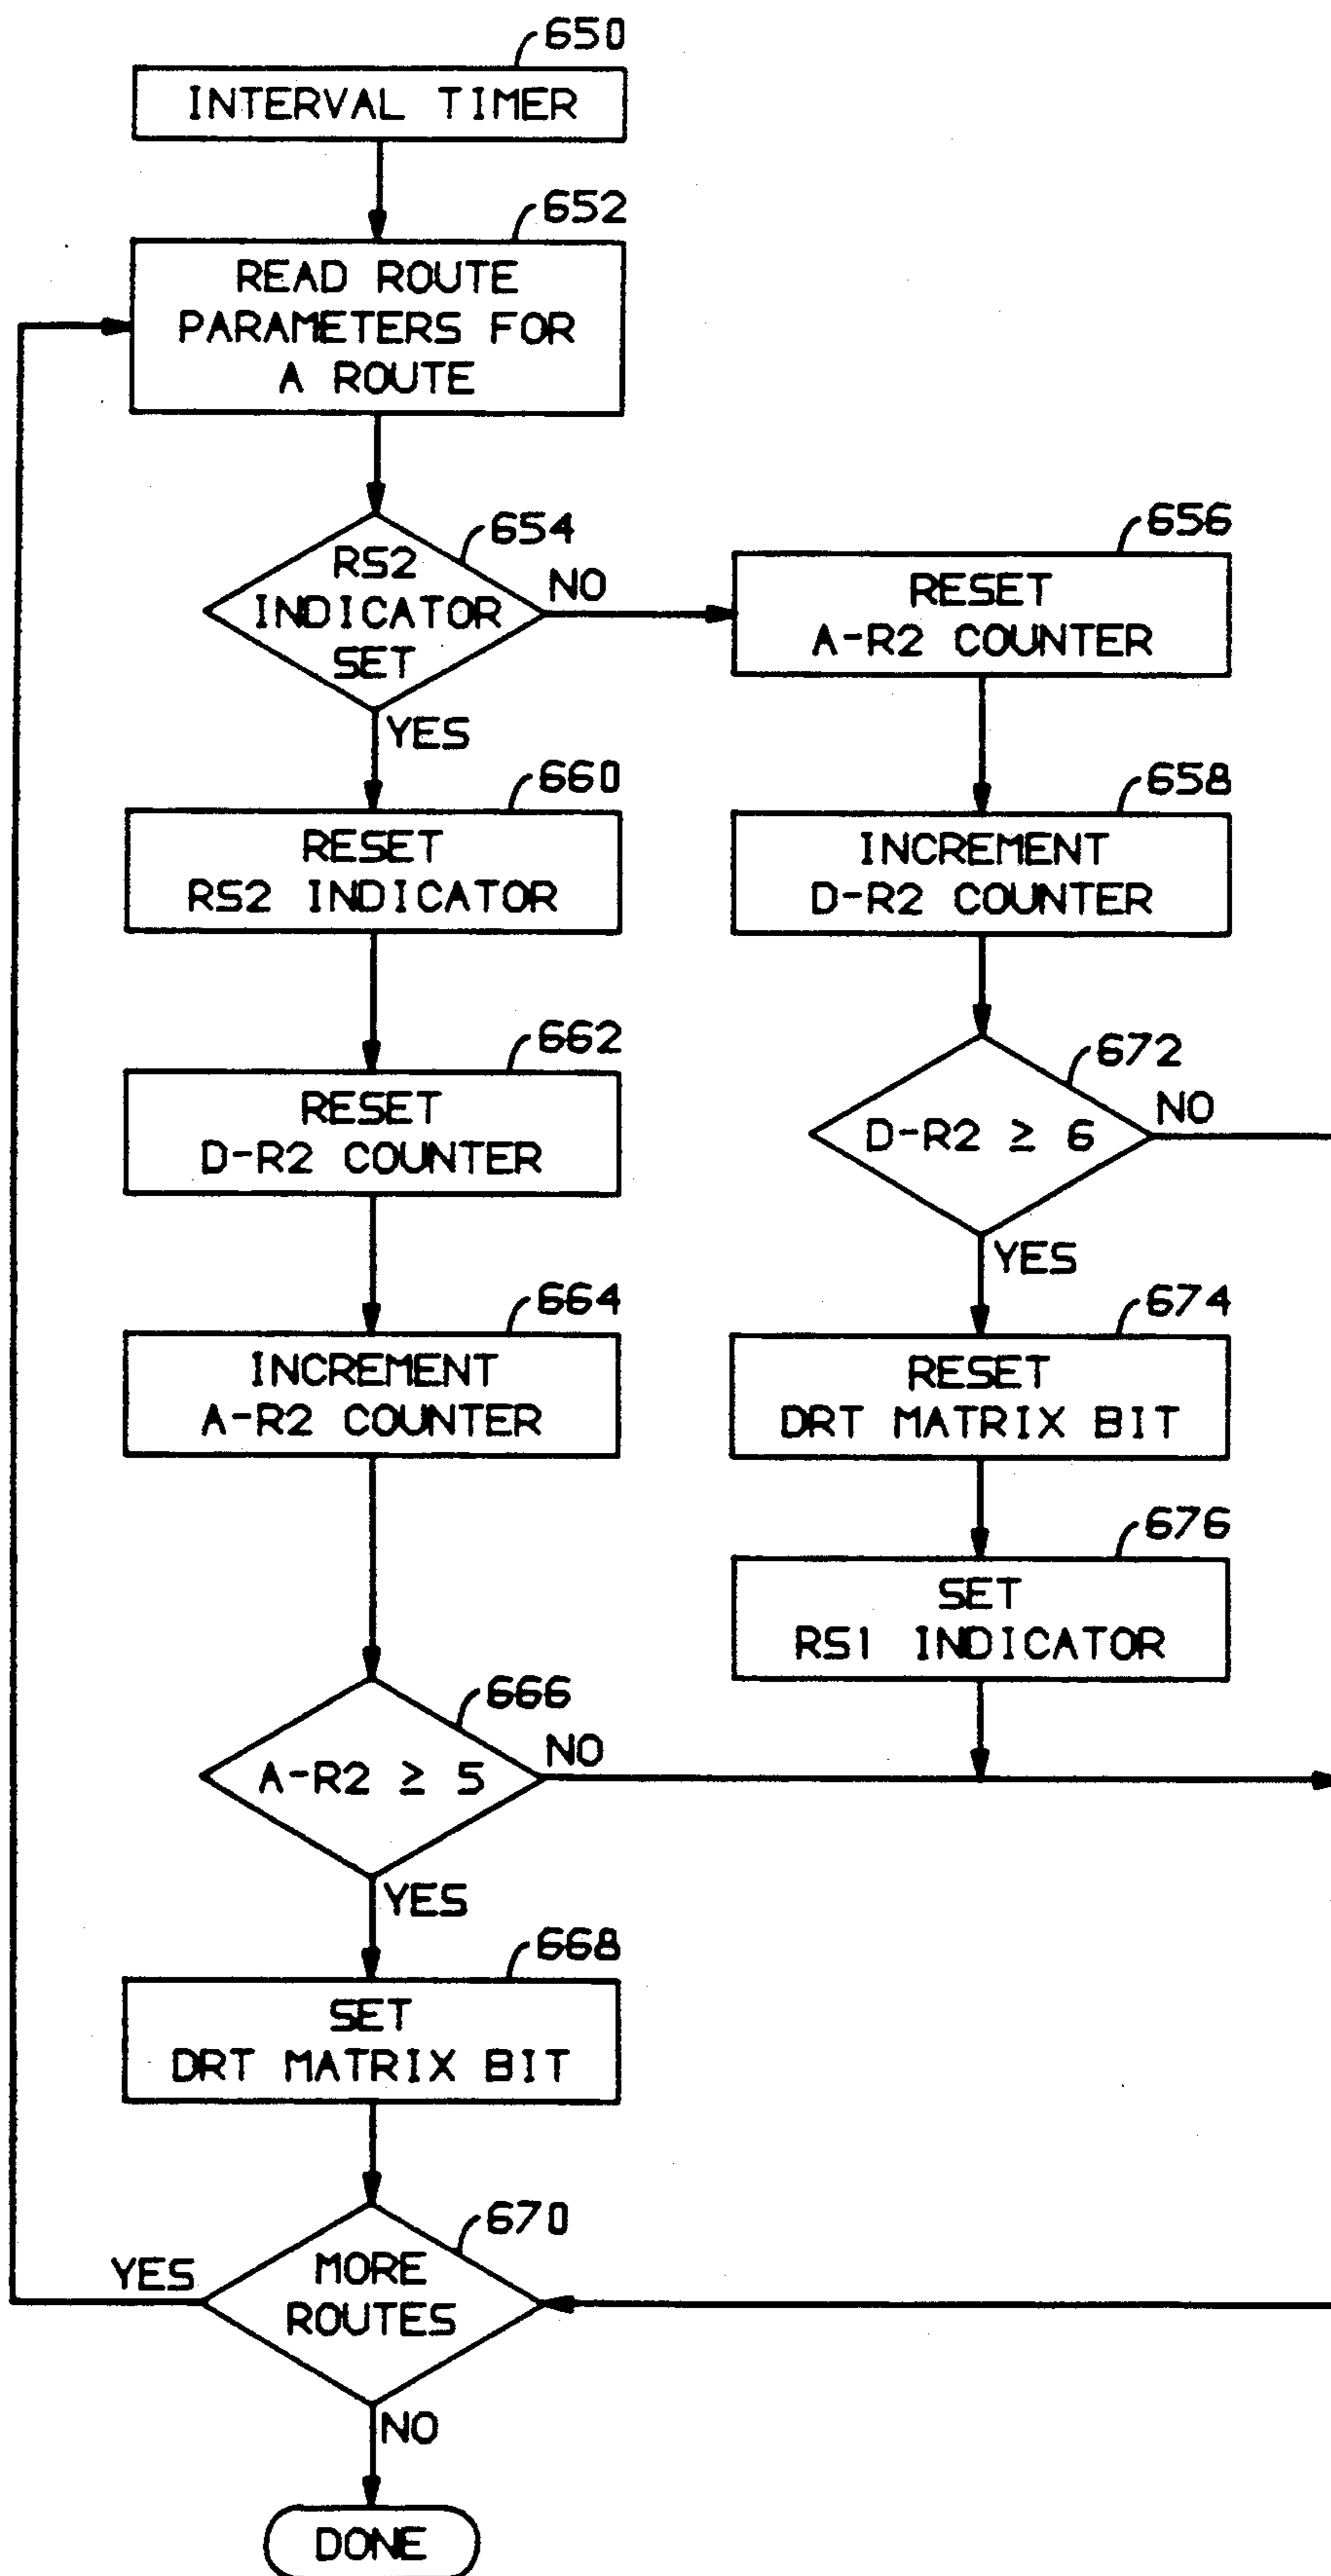 650
INTERVAL TIMER
652
READ ROUTE
PARAMETERS FOR
A ROUTE
654
RS2
INDICATOR
SET
NO
YES
656
RESET
A-R2 COUNTER
660
RESET
RS2 INDICATOR
658
INCREMENT
D-R2 COUNTER
662
RESET
D-R2 COUNTER
672
D-R2 ≥ 6
NO
YES
664
INCREMENT
A-R2 COUNTER
674
RESET
DRT MATRIX BIT
676
SET
RS1 INDICATOR
666
A-R2 ≥ 5
NO
YES
668
SET
DRT MATRIX BIT
670
MORE
ROUTES
YES
NO
DONE